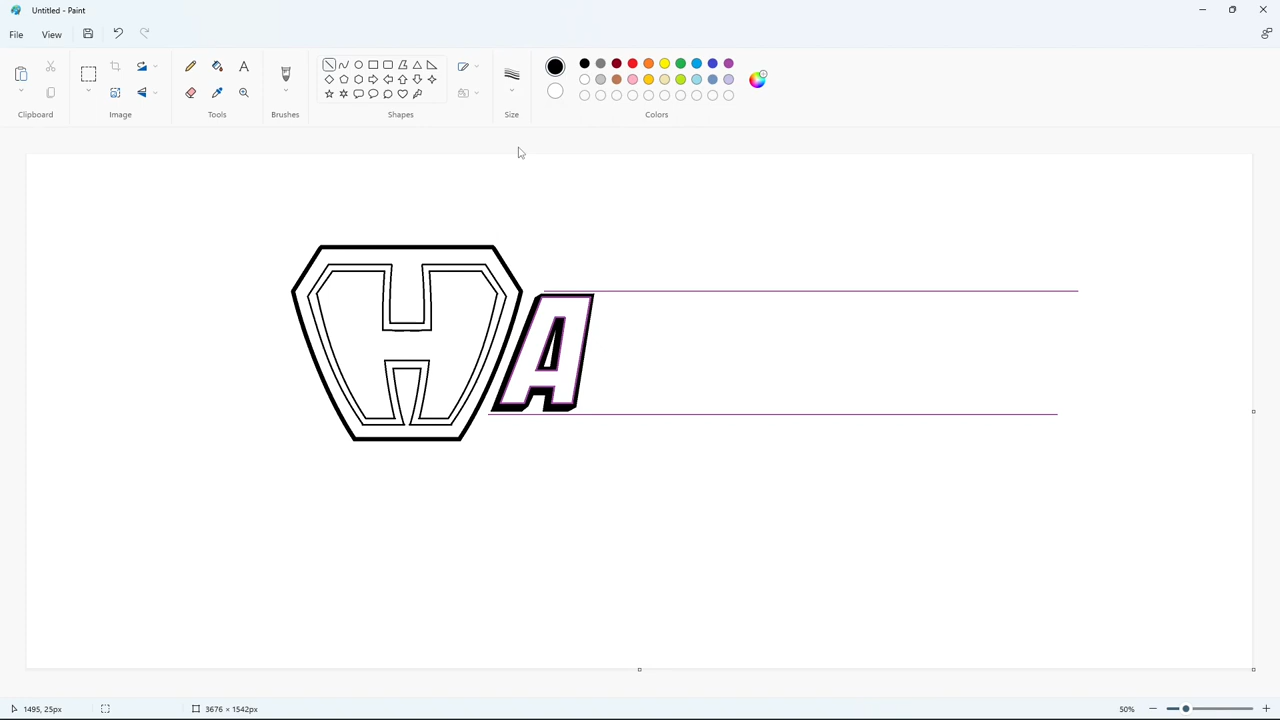 Untitled - Paint
File View
Clipboard
Image
Tools
Brushes
Shapes
Size
Colors
HA
1495, 25px
3676 × 1542px
50%